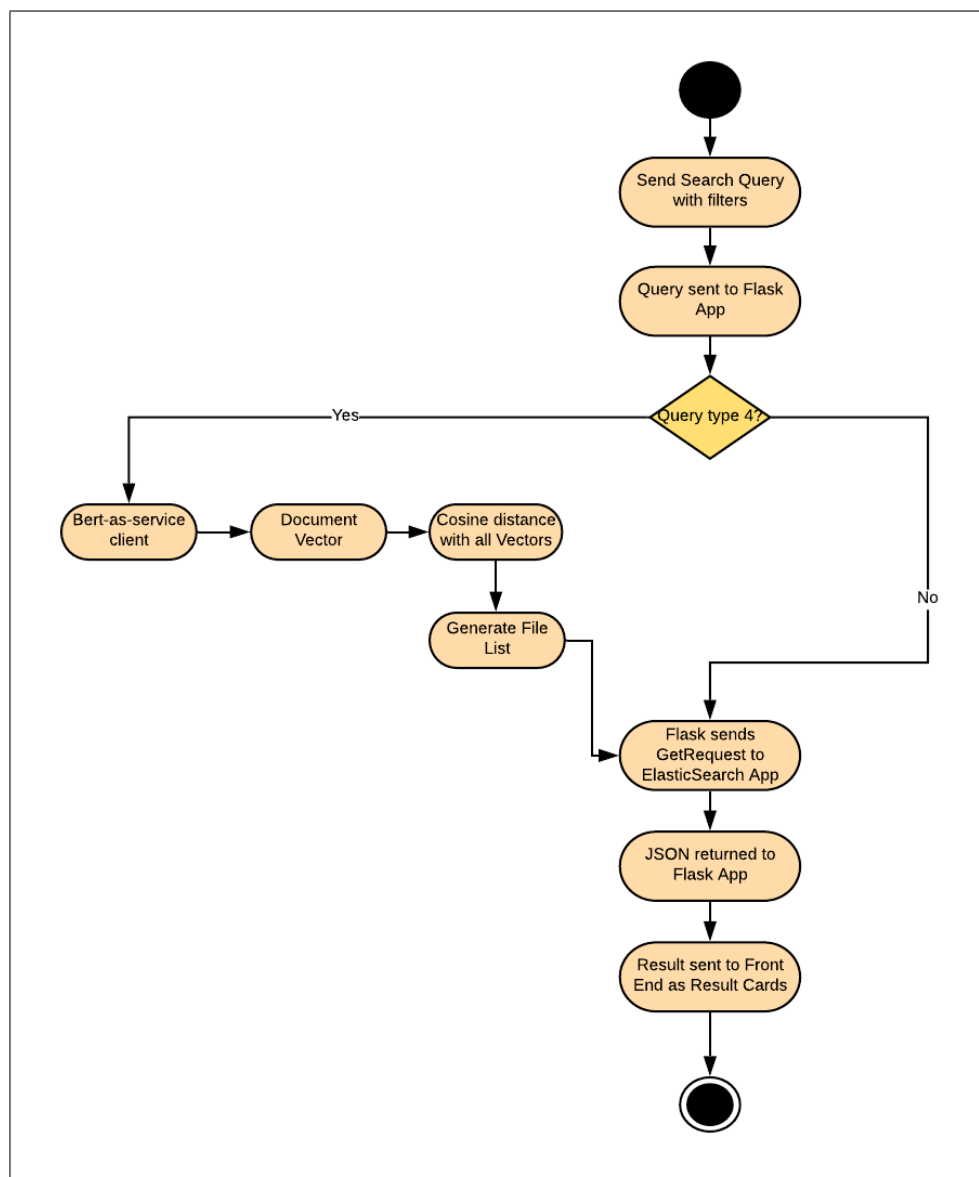 Send Search Query
with filters
Query sent to Flask
App
Query type 4?
Yes
No
Bert-as-service
client
Document
Vector
Cosine distance
with all Vectors
Generate File
List
Flask sends
GetRequest to
ElasticSearch App
JSON returned to
Flask App
Result sent to Front
End as Result Cards